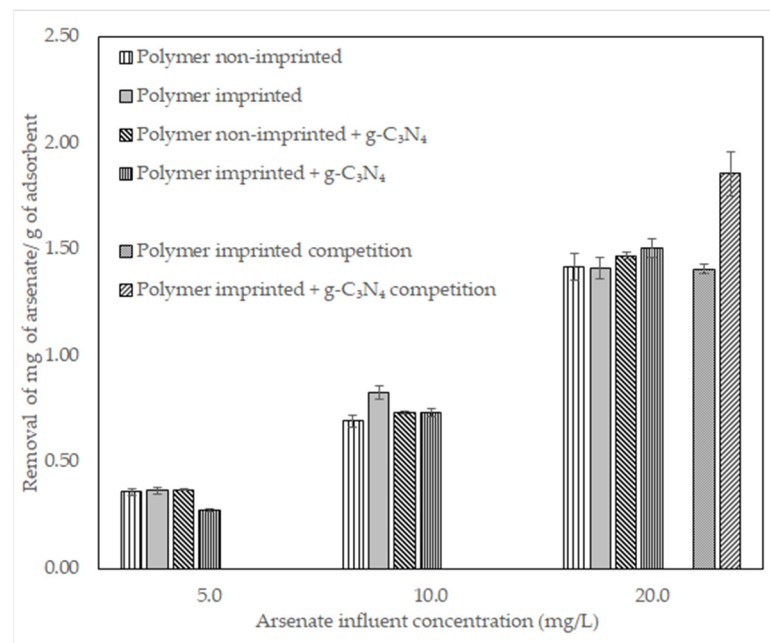 2.50
2.00
1.50
1.00
0.50
0.00
Removal of mg of arsenate/ g of adsorbent
Polymer non-imprinted
Polymer imprinted
Polymer non-imprinted + g-C₃N₄
Polymer imprinted + g-C₃N₄
Polymer imprinted competition
Polymer imprinted + g-C₃N₄ competition
5.0 10.0 20.0
Arsenate influent concentration (mg/L)